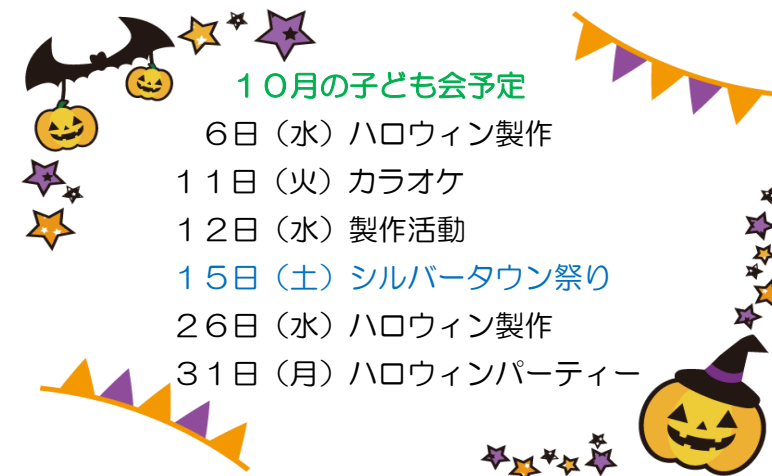 １０月の子ども会予定
６日（水）ハロウィン製作
１１日（火）カラオケ
１２日（水）製作活動
１５日（土）シルバータウン祭り
２６日（水）ハロウィン製作
３１日（月）ハロウィンパーティー